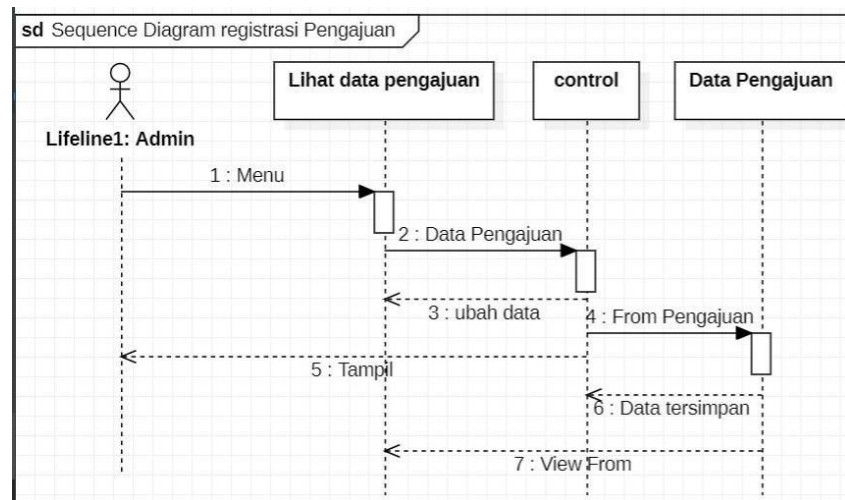 sd Sequence Diagram registrasi Pengajuan
Lihat data pengajuan
control
Data Pengajuan
Lifeline1: Admin
1 : Menu
2 : Data Pengajuan
3 : ubah data
4 : From Pengajuan
5 : Tampil
6 : Data tersimpan
7 : View From